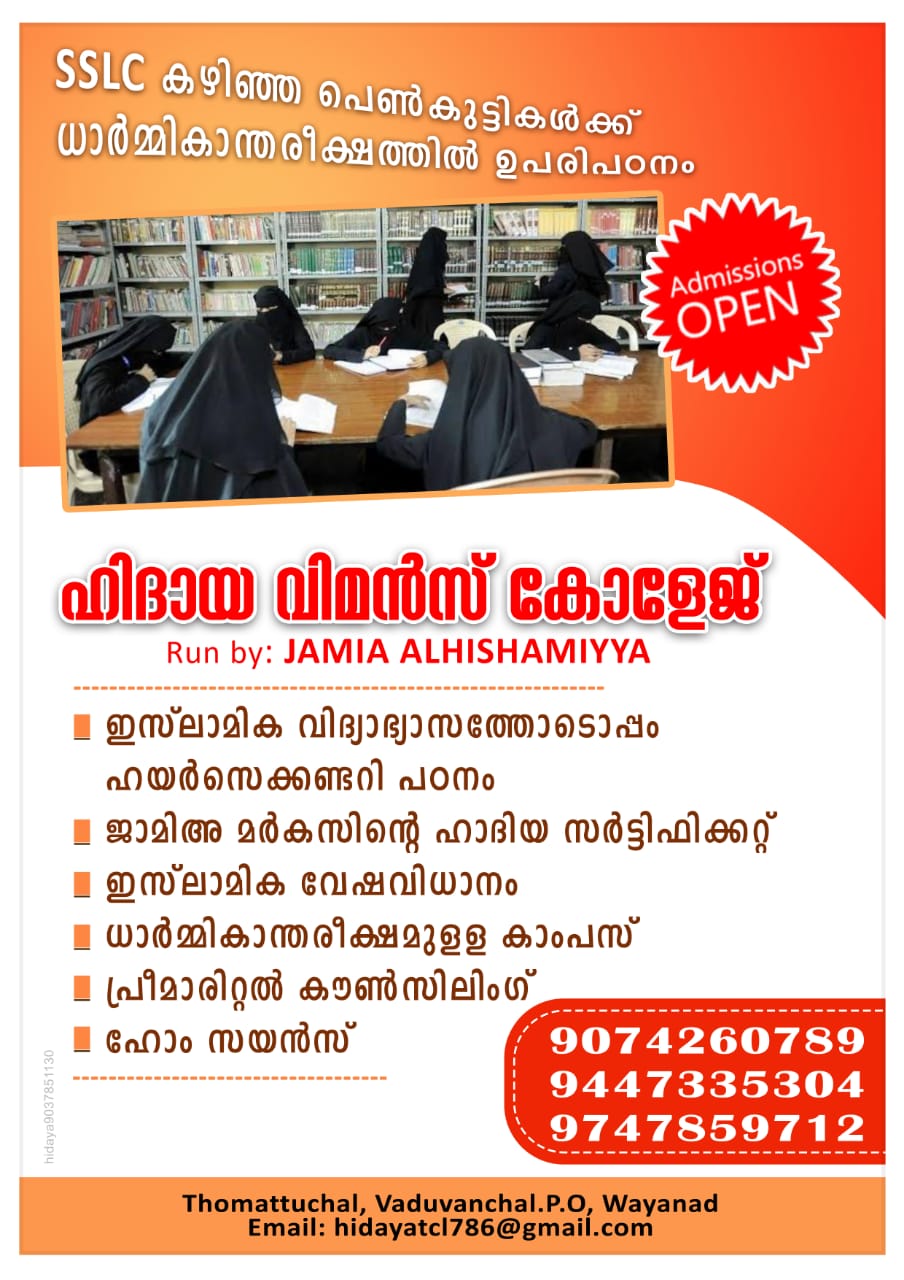 SSLC കഴിഞ്ഞ പെൺകുട്ടികൾക്ക്
ധാർമ്മികാന്തരീക്ഷത്തിൽ ഉപരിപഠനം
Admissions
OPEN
ഹിദായ വിമൻസ് കോളേജ്
Run by: JAMIA ALHISHAMIYYA
ഇസ്‌ലാമിക വിദ്യാഭ്യാസത്തോടൊപ്പം
ഹയർസെക്കണ്ടറി പഠനം
ജാമിഅ മർകസിന്റെ ഹാദിയ സർട്ടിഫിക്കറ്റ്
ഇസ്‌ലാമിക വേഷവിധാനം
ധാർമ്മികാന്തരീക്ഷമുളള കാംപസ്
പ്രീമാരിറ്റൽ കൗൺസിലിംഗ്
ഹോം സയൻസ്
9074260789
9447335304
9747859712
hidaya9037851130
Thomattuchal, Vaduvanchal.P.O, Wayanad
Email: hidayatcl786@gmail.com